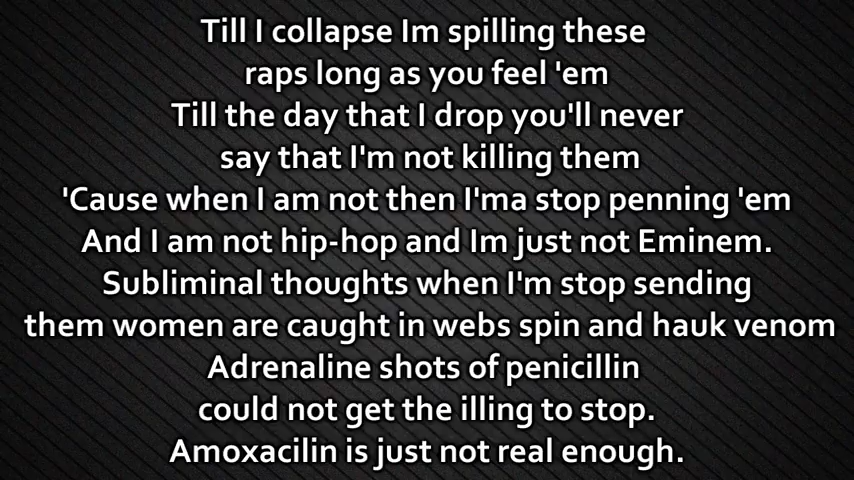 Till I collapse Im spilling these
raps long as you feel 'em
Till the day that I drop you'll never
say that I'm not killing them
'Cause when I am not then I'ma stop penning 'em
And I am not hip-hop and Im just not Eminem.
Subliminal thoughts when I'm stop sending
them women are caught in webs spin and hauk venom
Adrenaline shots of penicillin
could not get the illing to stop.
Amoxacilin is just not real enough.